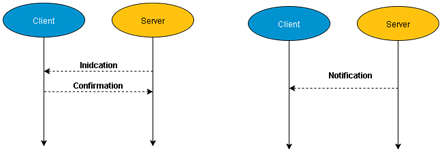 Client Server
Inidcation
Confirmation
Client Server
Notification